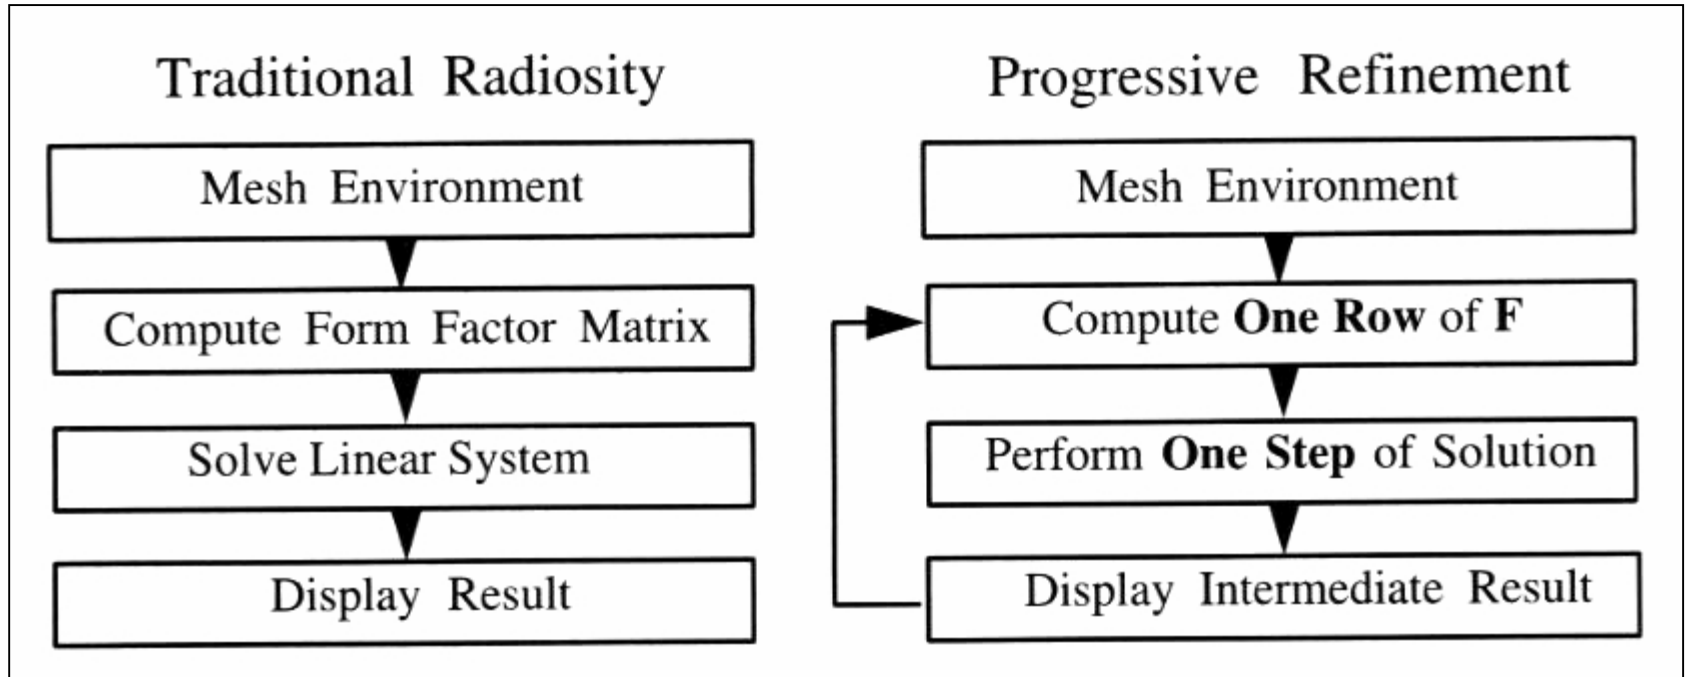 Traditional Radiosity
Mesh Environment
Compute Form Factor Matrix
Solve Linear System
Display Result
Progressive Refinement
Mesh Environment
Compute One Row of F
Perform One Step of Solution
Display Intermediate Result